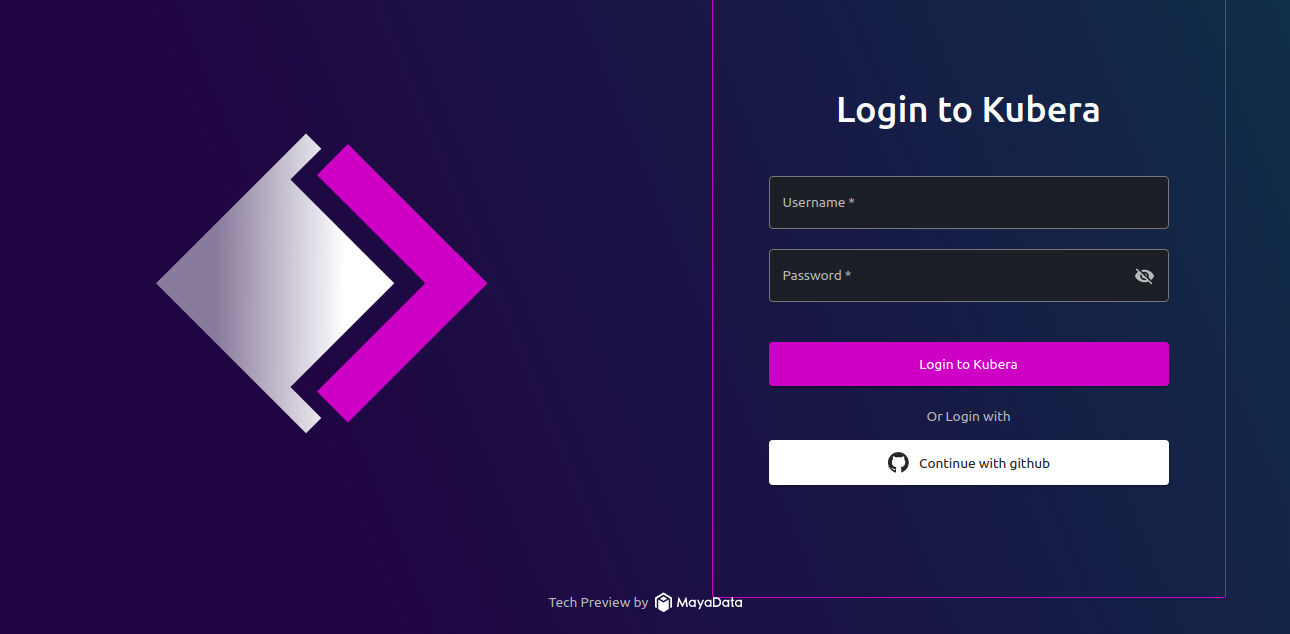 Login to Kubera
Username *
Password *
Login to Kubera
Or Login with
Continue with github
Tech Preview by MayaData